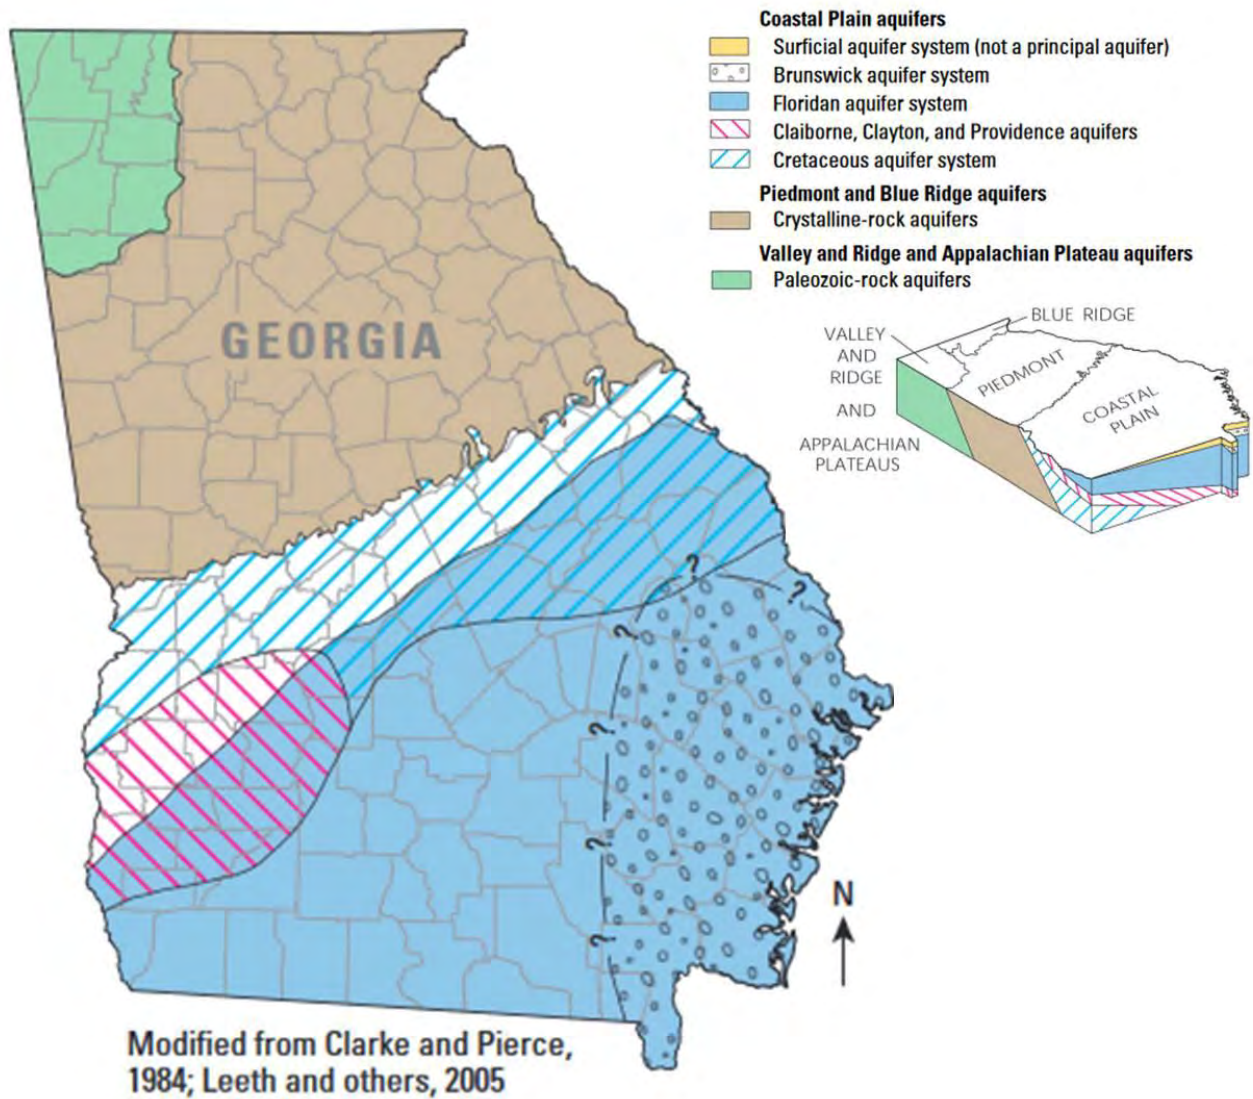 Coastal Plain aquifers
Surficial aquifer system (not a principal aquifer)
Brunswick aquifer system
Floridan aquifer system
Claiborne, Clayton, and Providence aquifers
Cretaceous aquifer system
Piedmont and Blue Ridge aquifers
Crystalline-rock aquifers
Valley and Ridge and Appalachian Plateau aquifers
Paleozoic-rock aquifers
BLUE RIDGE
VALLEY
AND
RIDGE
AND
APPALACHIAN
PLATEAUS
PIEDMONT
COASTAL
PLAIN
GEORGIA
?
?
?
?
?
?
N
Modified from Clarke and Pierce,
1984; Leeth and others, 2005